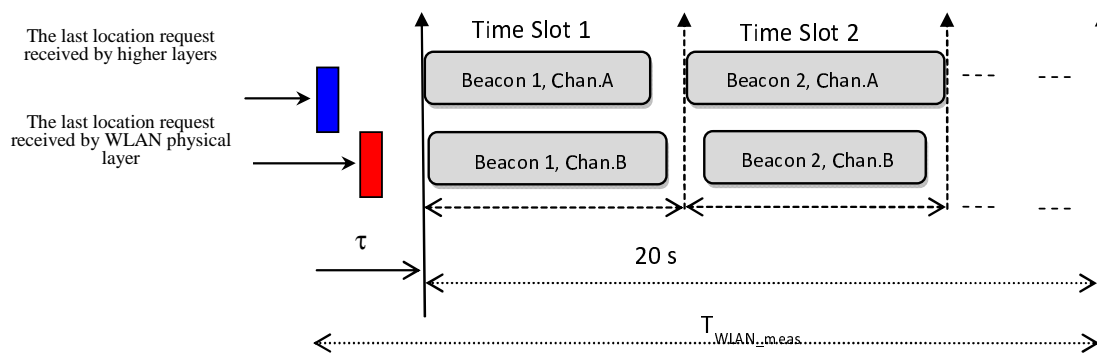 The last location request
received by higher layers
The last location request
received by WLAN physical
layer
Time Slot 1
Time Slot 2
Beacon 1, Chan.A
Beacon 2, Chan.A
Beacon 1, Chan.B
Beacon 2, Chan.B
τ
20 s
T_WLAN_meas